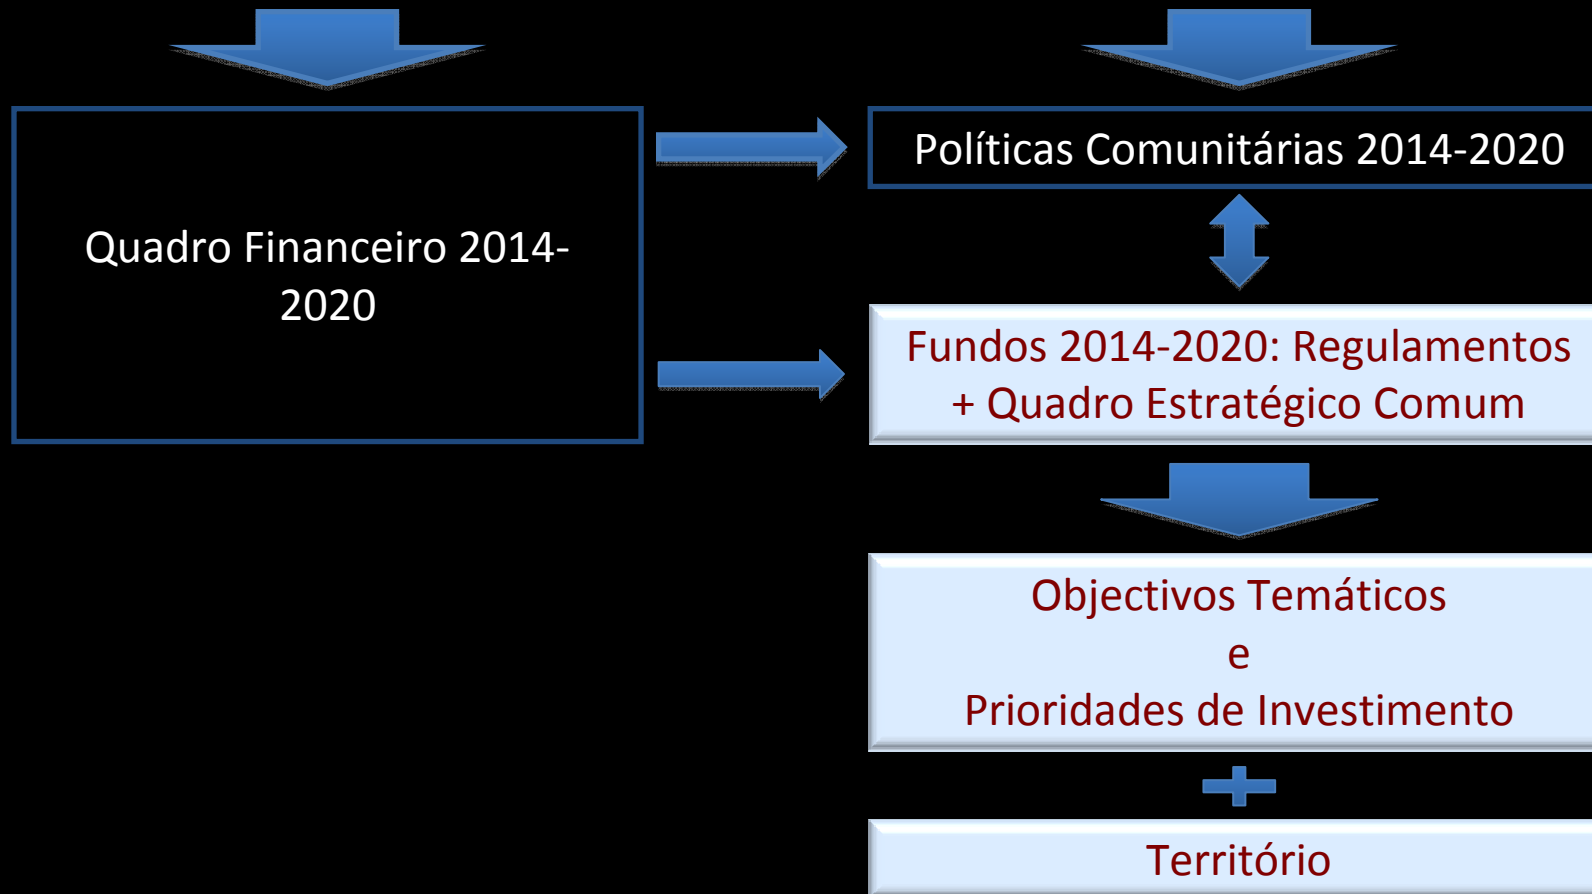 Quadro Financeiro 2014-
2020
Políticas Comunitárias 2014-2020
Fundos 2014-2020: Regulamentos
+ Quadro Estratégico Comum
Objectivos Temáticos
e
Prioridades de Investimento
Território